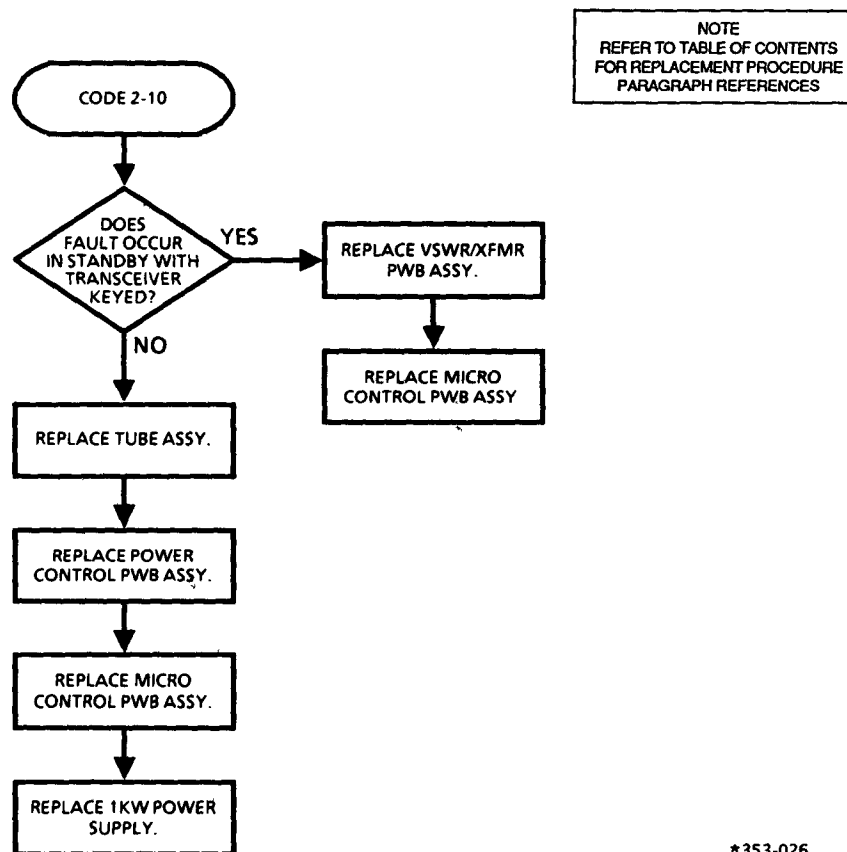 NOTE
REFER TO TABLE OF CONTENTS
FOR REPLACEMENT PROCEDURE
PARAGRAPH REFERENCES
CODE 2-10
DOES
FAULT OCCUR
IN STANDBY WITH
TRANSCEIVER
KEYED?
YES
REPLACE VSWR/XFMR
PWB ASSY.
REPLACE MICRO
CONTROL PWB ASSY
NO
REPLACE TUBE ASSY.
REPLACE POWER
CONTROL PWB ASSY.
REPLACE MICRO
CONTROL PWB ASSY.
REPLACE 1KW POWER
SUPPLY.
*353-026